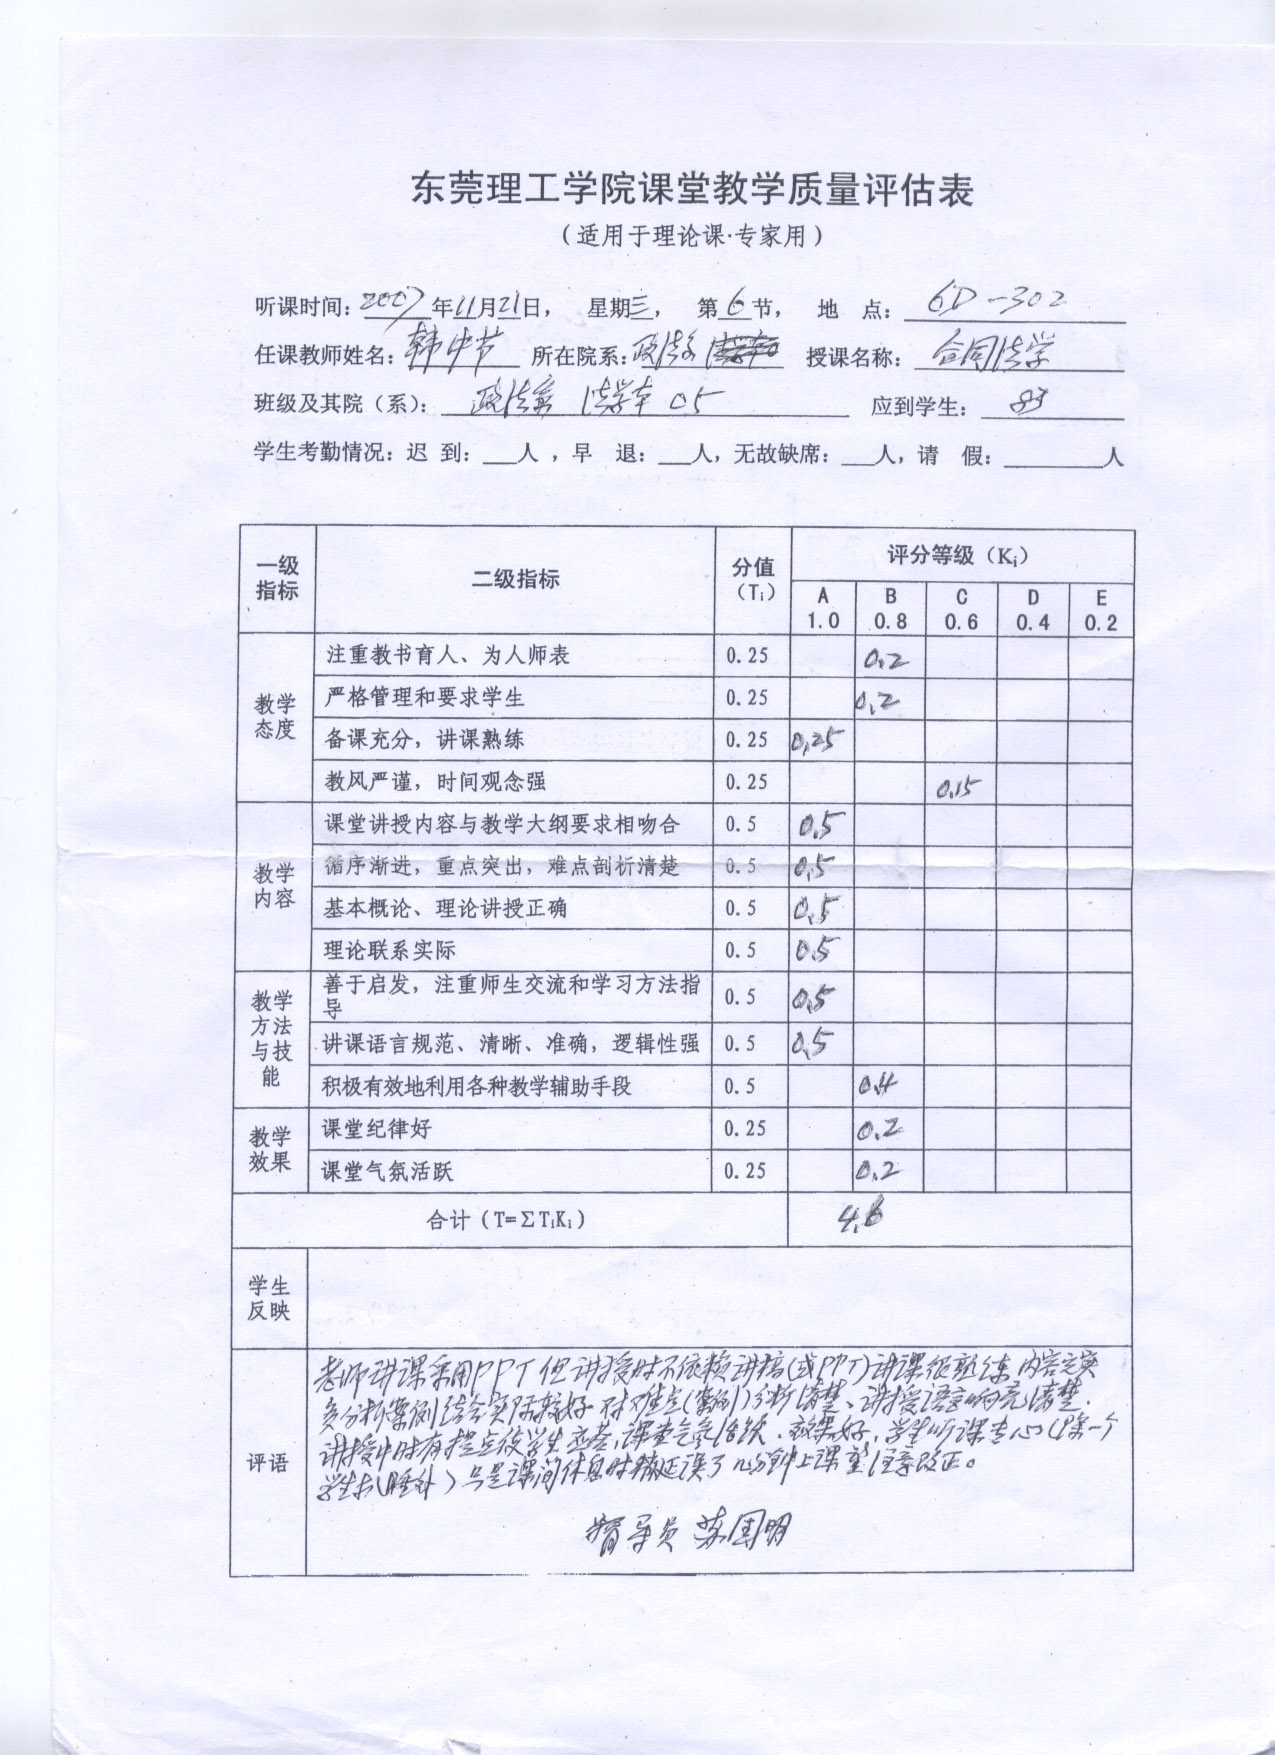 东莞理工学院课堂教学质量评估表
（适用于理论课·专家用）
听课时间：2007年11月21日， 星期三， 第6节， 地 点：6D-302
任课教师姓名：韩中节 所在院系：政法系 授课名称：合同法学
班级及其院（系）：政法系 法学本05 应到学生：83
学生考勤情况：迟 到：___人 ，早 退：___人，无故缺席：___人，请 假：________人
一级指标 二级指标 分值（Ti） 评分等级（Ki）
A 1.0 B 0.8 C 0.6 D 0.4 E 0.2
教学态度
注重教书育人、为人师表 0.25 0.2
严格管理和要求学生 0.25 0.2
备课充分，讲课熟练 0.25 0.25
教风严谨，时间观念强 0.25 0.15
教学内容
课堂讲授内容与教学大纲要求相吻合 0.5 0.5
循序渐进，重点突出，难点剖析清楚 0.5 0.5
基本概论、理论讲授正确 0.5 0.5
理论联系实际 0.5 0.5
教学方法与技能
善于启发，注重师生交流和学习方法指导 0.5 0.5
讲课语言规范、清晰、准确，逻辑性强 0.5 0.5
积极有效地利用各种教学辅助手段 0.5 0.4
教学效果
课堂纪律好 0.25 0.2
课堂气氛活跃 0.25 0.2
合计（T=ΣTiKi） 4.6
学生反映
评语
老师讲课采用PPT但讲授时不依赖讲稿(或PPT)讲课很熟练，内容充实
分析案例结合实际较好，对难点(案例)分析清楚、讲授语言响亮清楚.
讲授中时有提点使学生应答，课堂气氛活跃、效果好，学生听课专心(除一个
学生打瞌睡外) 只是课间休息时稍延误了几分钟上课望注意改正。
督导员 苏国明